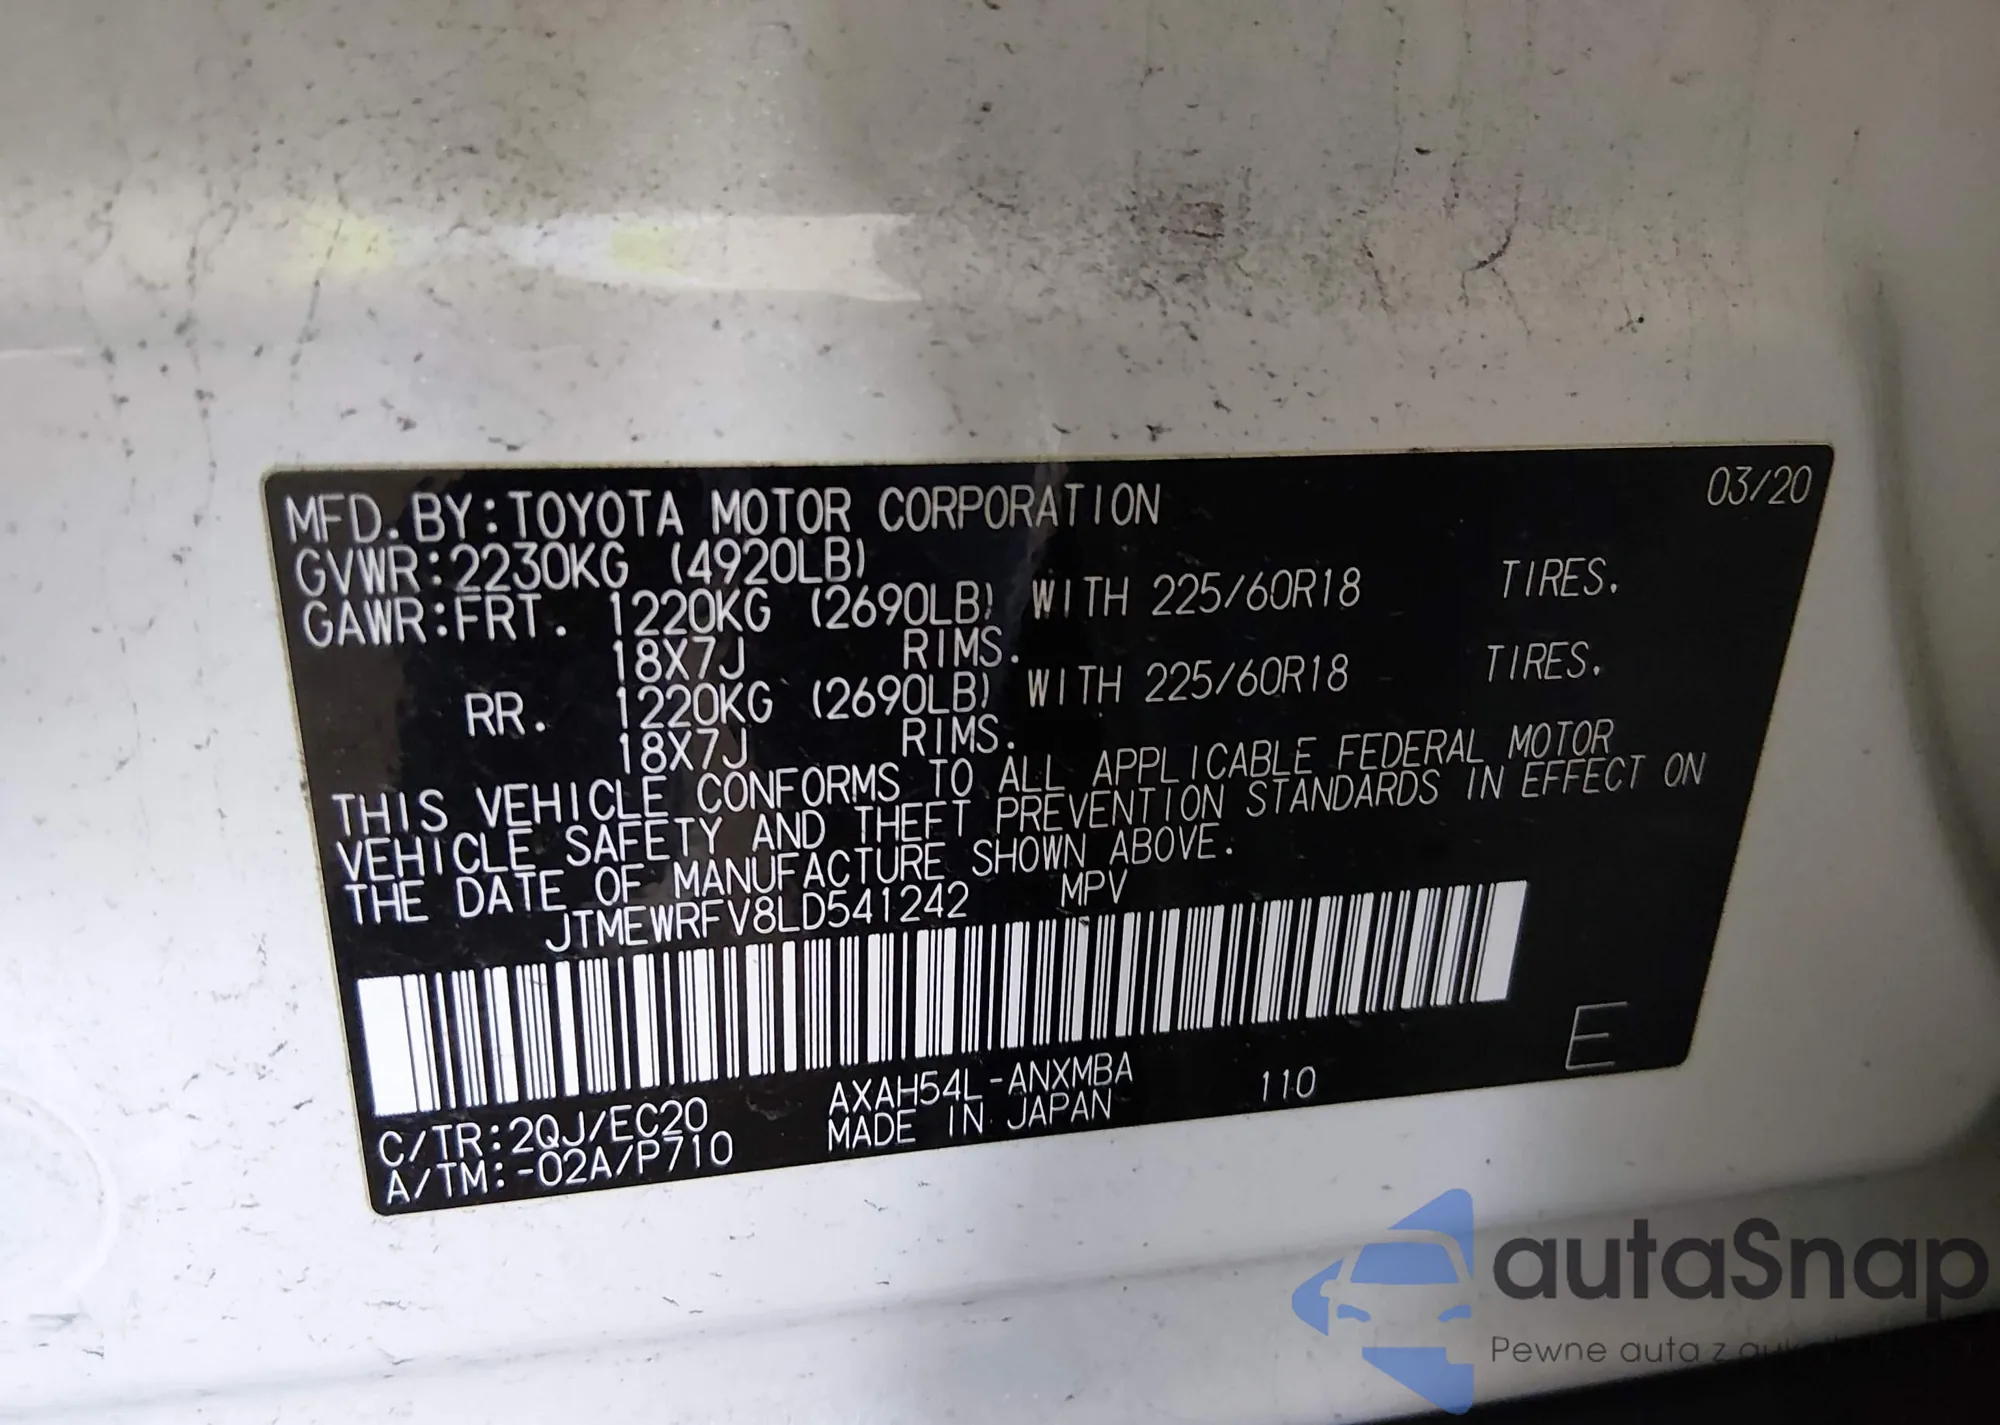 03/20
MFD. BY: TOYOTA MOTOR CORPORATION
GVWR: 2230KG (4920LB)
GAWR: FRT. 1220KG (2690LB) WITH 225/60R18 TIRES.
18X7J RIMS.
RR. 1220KG (2690LB) WITH 225/60R18 TIRES.
18X7J RIMS.
THIS VEHICLE CONFORMS TO ALL APPLICABLE FEDERAL MOTOR
VEHICLE SAFETY AND THEFT PREVENTION STANDARDS IN EFFECT ON
THE DATE OF MANUFACTURE SHOWN ABOVE.
JTMEWRFV8LD541242 MPV
E
C/TR: 2QJ/EC20 AXAH54L-ANXMBA 110
A/TM: -02A/P710 MADE IN JAPAN
autaSnap
Pewne auta z